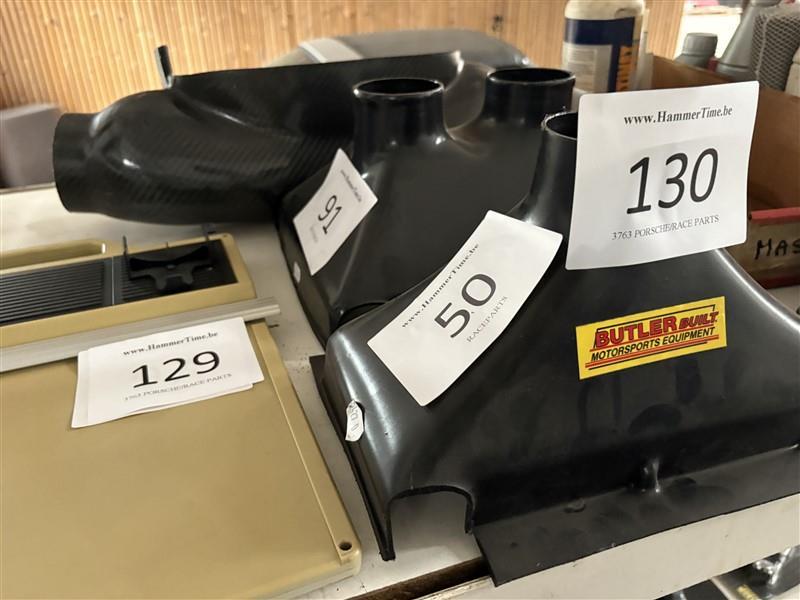 www.HammerTime.be
130
3763 PORSCHE/RACE PARTS
www.HammerTime.be
50
RACEPARTS
BUTLER BUILT
MOTORSPORTS EQUIPMENT
91
www.HammerTime.be
129
3763 PORSCHE/RACE PARTS
MAS